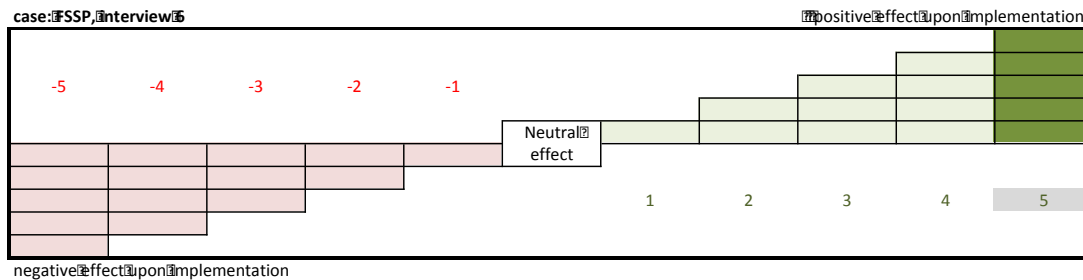 case: FSSP, interview 6
positive effect upon implementation
-5 -4 -3 -2 -1
Neutral
effect
1 2 3 4 5
negative effect upon implementation